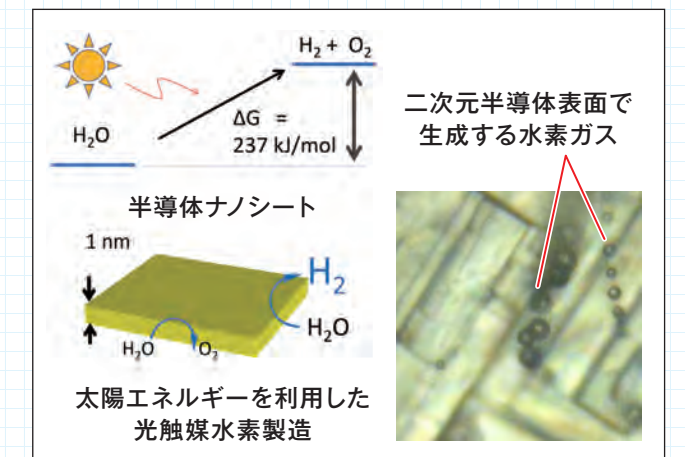 H₂ + O₂
H₂O
ΔG =
237 kJ/mol
半導体ナノシート
1 nm
H₂
H₂O
H₂O
O₂
太陽エネルギーを利用した
光触媒水素製造
二次元半導体表面で
生成する水素ガス